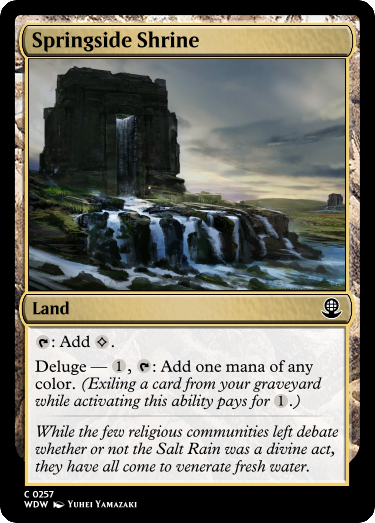 Springside Shrine
Land
: Add .
Deluge — 1, : Add one mana of any
color. (Exiling a card from your graveyard
while activating this ability pays for 1.)
While the few religious communities left debate
whether or not the Salt Rain was a divine act,
they have all come to venerate fresh water.
C 0257
WDW Yuhei Yamazaki